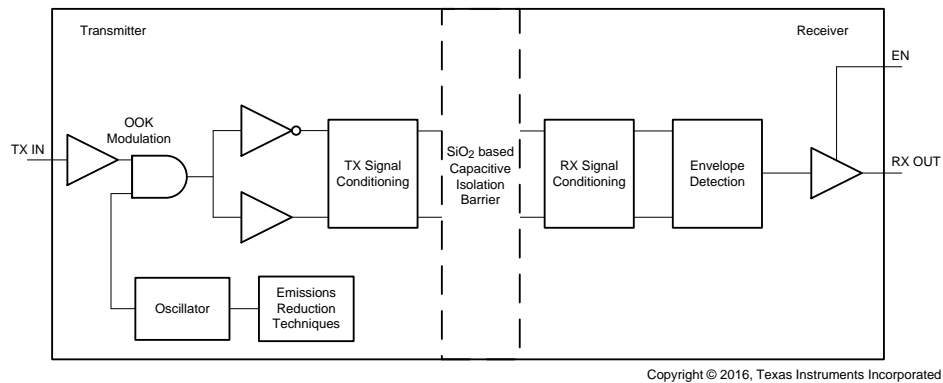 Transmitter
Receiver
EN
OOK
Modulation
TX IN
TX Signal
Conditioning
SiO2 based
Capacitive
Isolation
Barrier
RX Signal
Conditioning
Envelope
Detection
RX OUT
Oscillator
Emissions
Reduction
Techniques
Copyright © 2016, Texas Instruments Incorporated